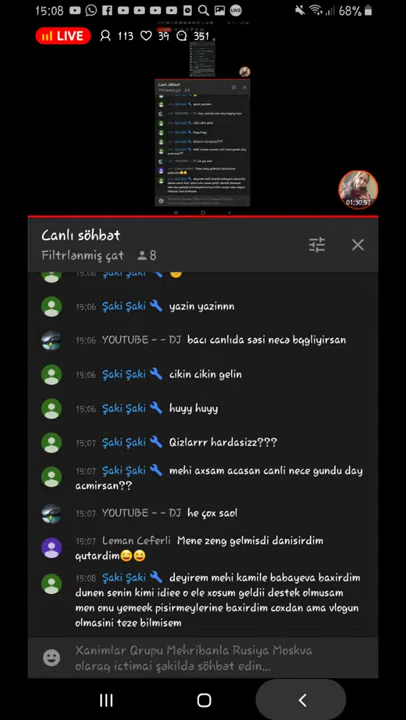 15:08 68%
LIVE 113 39 351
Canlı söhbət
01:30:57
Canlı söhbət
Filtrlənmiş çat 8
15:06 Şaki Şaki
15:06 Şaki Şaki yazin yazinnn
15:06 YOUTUBE - - DJ bacı canlıda səsi necə bggliyirsan
15:06 Şaki Şaki cikin cikin gelin
15:06 Şaki Şaki huyy huyy
15:07 Şaki Şaki Qizlarrr hardasizz???
15:07 Şaki Şaki mehi axsam acasan canli nece gundu day
acmirsan??
15:07 YOUTUBE - - DJ he çox saol
15:07 Leman Ceferli Mene zeng gelmisdi danisirdim
qutardim😅😆
15:08 Şaki Şaki deyirem mehi kamile babayeva baxirdim
dunen senin kimi idiee o ele xosum geldii destek olmusam
men onu yemeek pisirmeylerine baxirdim coxdan ama vlogun
olmasini teze bilmisem
Xanimlar Qrupu Mehribanla Rusiya Moskva
olaraq ictimai şəkildə söhbət edin...